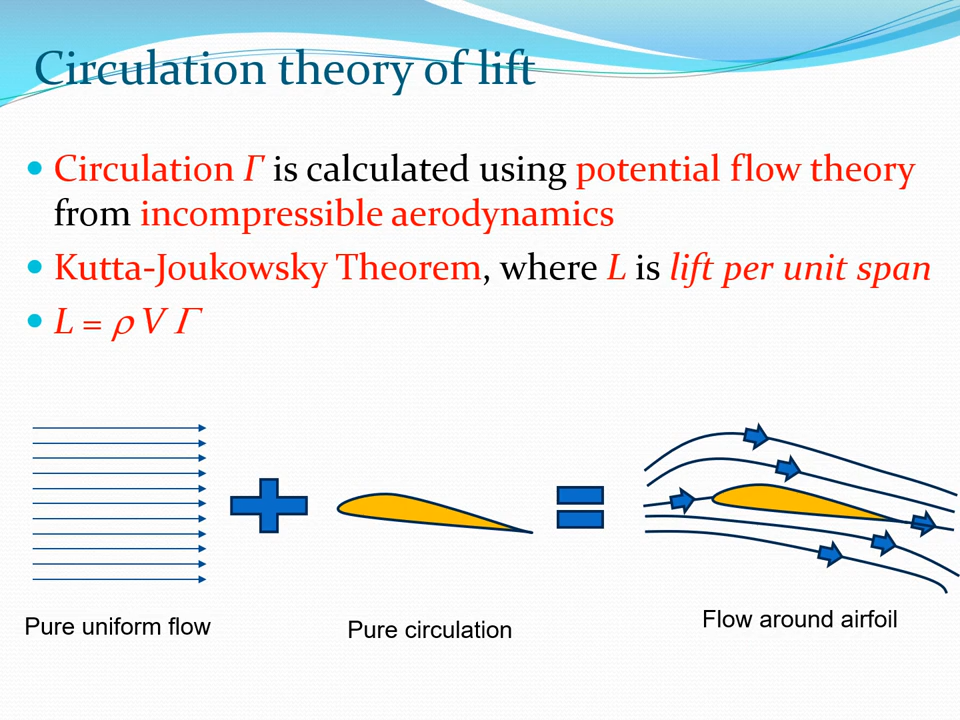 Circulation theory of lift
Circulation Γ is calculated using potential flow theory
from incompressible aerodynamics
Kutta-Joukowsky Theorem, where L is lift per unit span
L = ρ V Γ
Pure uniform flow
Pure circulation
Flow around airfoil